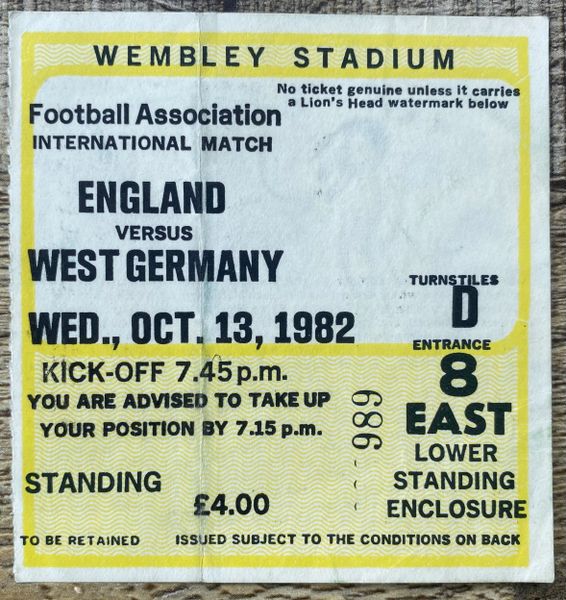 WEMBLEY STADIUM
No ticket genuine unless it carries
a Lion's Head watermark below
Football Association
INTERNATIONAL MATCH
ENGLAND
VERSUS
WEST GERMANY
WED., OCT. 13, 1982
TURNSTILES
D
ENTRANCE
8
EAST
LOWER
STANDING
ENCLOSURE
KICK-OFF 7.45 p.m.
YOU ARE ADVISED TO TAKE UP
YOUR POSITION BY 7.15 p.m.
989
STANDING
£4.00
TO BE RETAINED ISSUED SUBJECT TO THE CONDITIONS ON BACK